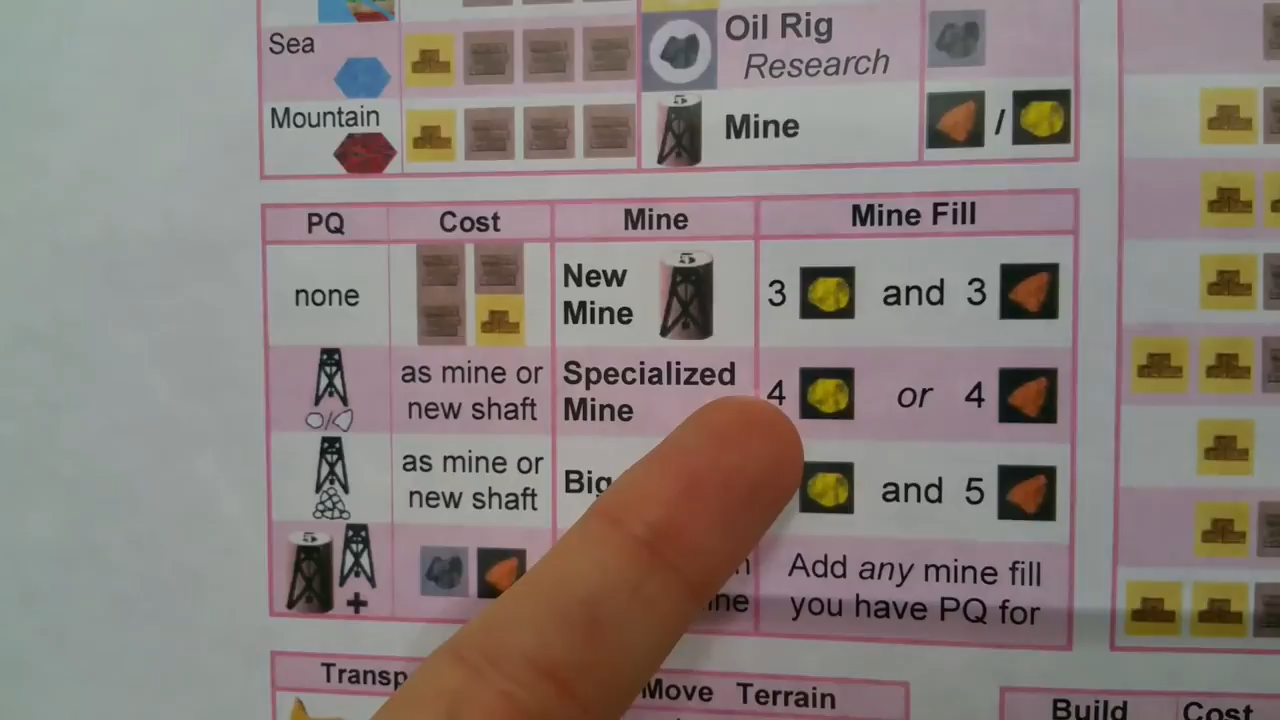 Sea
Oil Rig
Research
Mountain
Mine
/
PQ Cost Mine Mine Fill
none
New
Mine
3 and 3
as mine or
new shaft
Specialized
Mine
4 or 4
as mine or
new shaft
Big
and 5
Add any mine fill
you have PQ for
+
Move Terrain
Build Cost